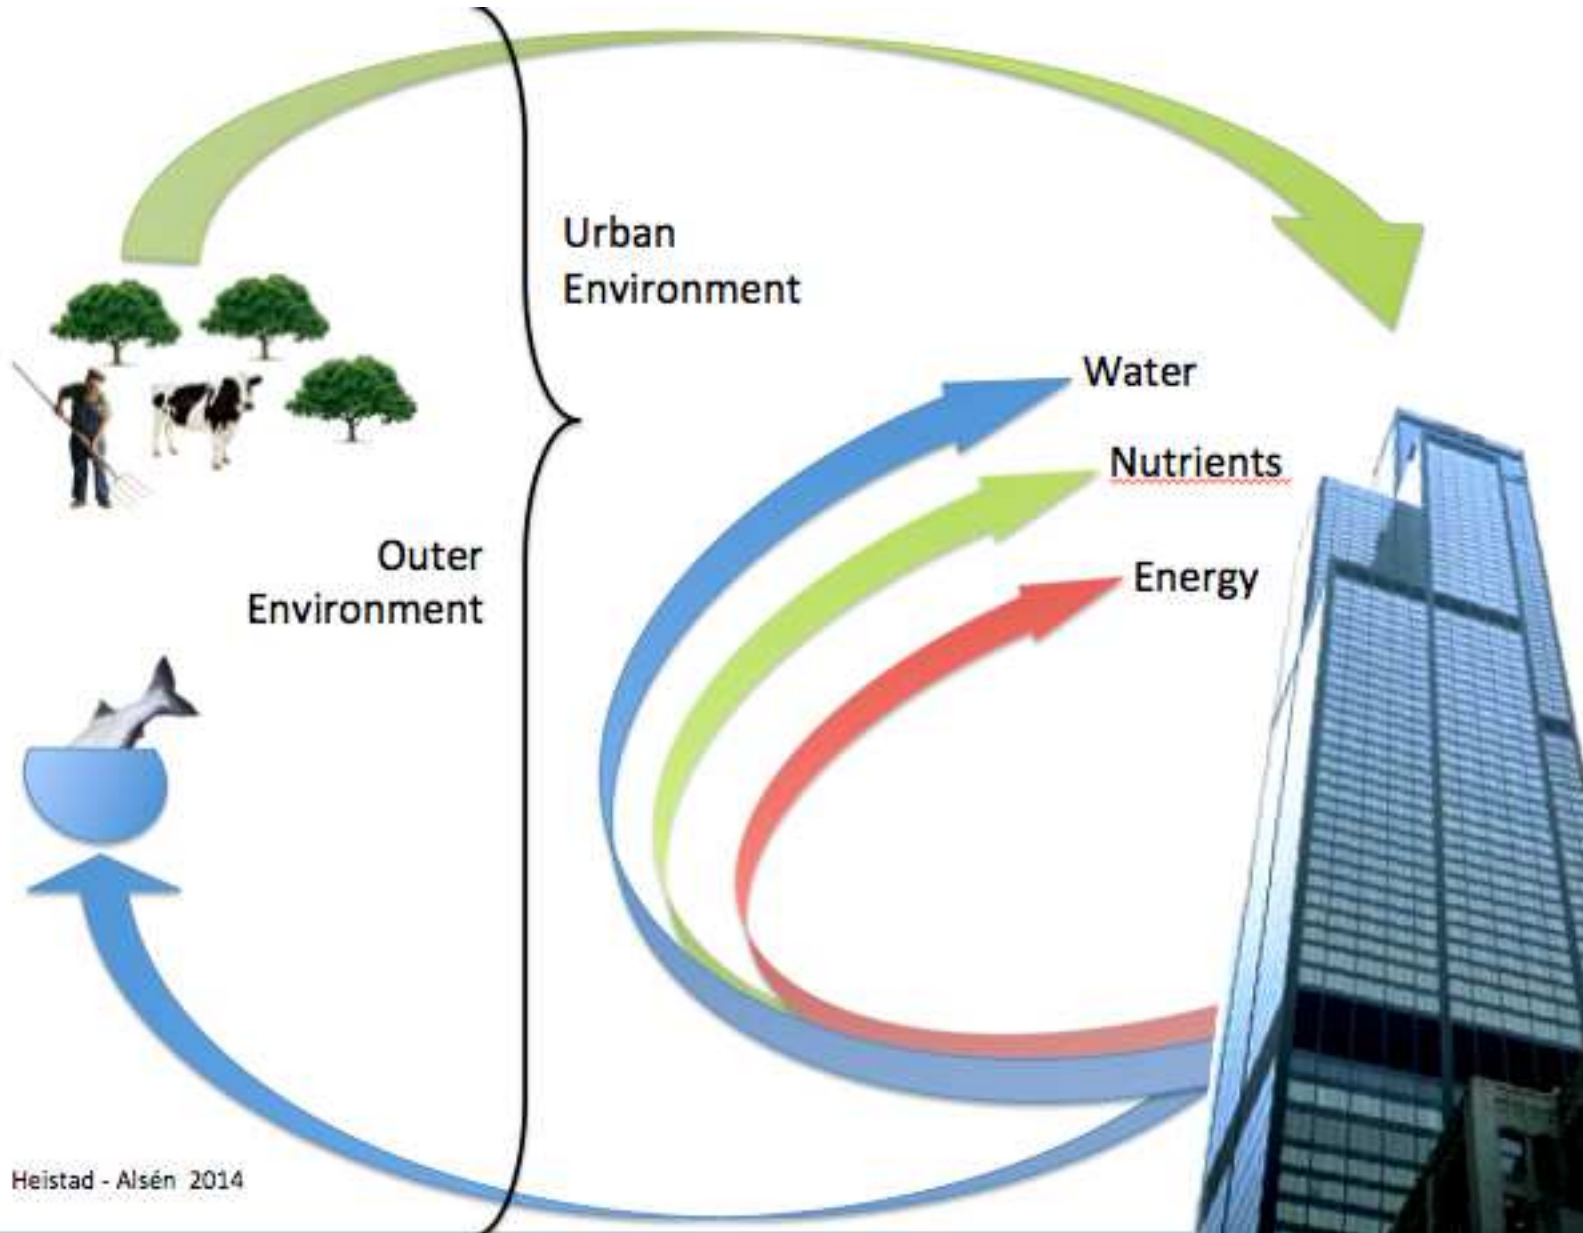 Urban
Environment
Water
Nutrients
Outer
Environment
Energy
Heistad - Alsén 2014